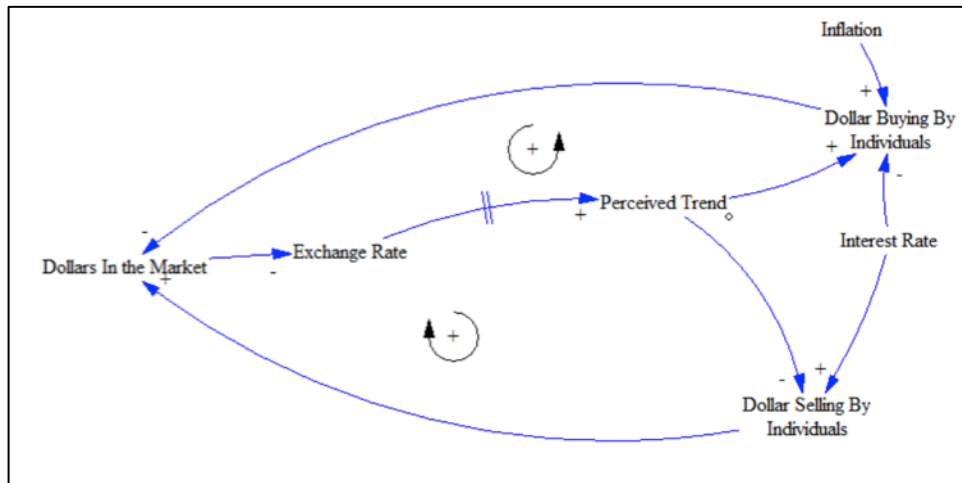 Inflation
+
Dollar Buying By
Individuals
+
+
-
Perceived Trend
+
Interest Rate
-
Exchange Rate
Dollars In the Market
+
-
+
-
+
Dollar Selling By
Individuals